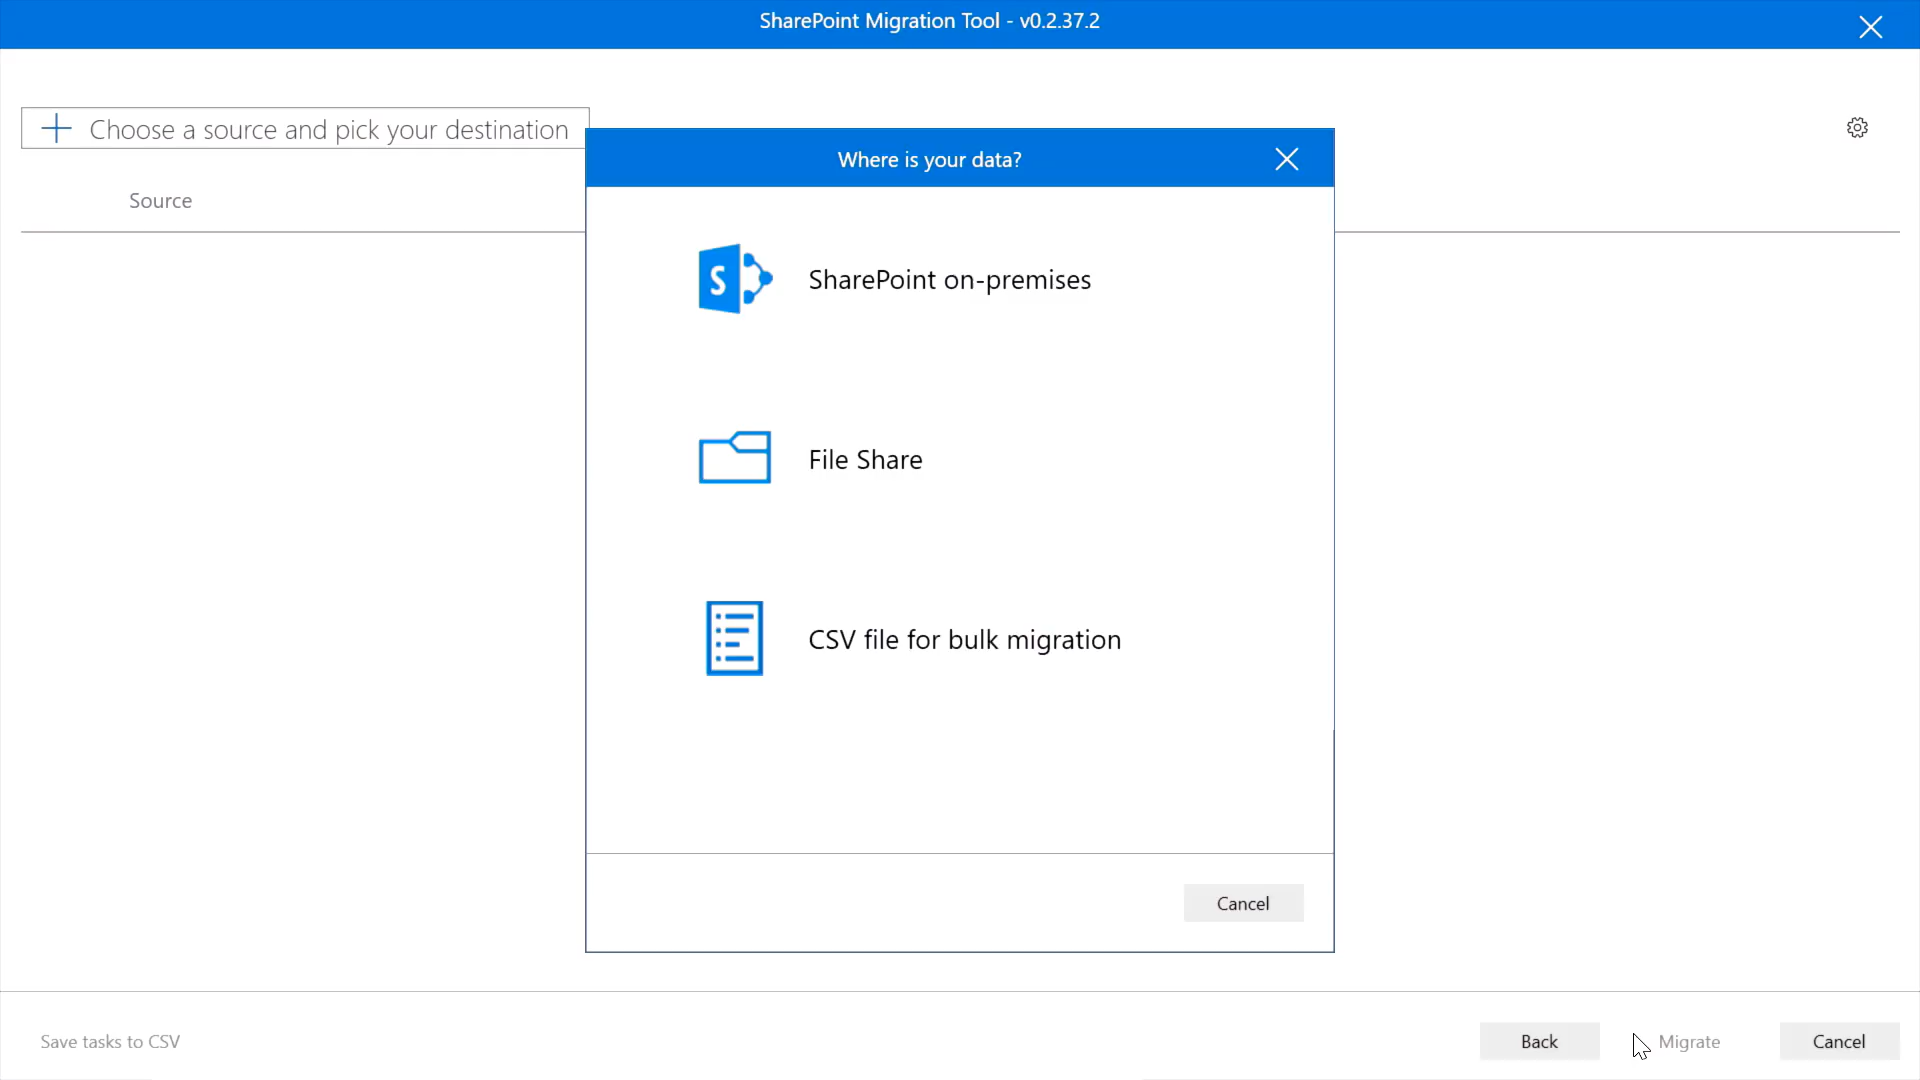 SharePoint Migration Tool - v0.2.37.2
Choose a source and pick your destination
Source
Where is your data?
S
SharePoint on-premises
File Share
CSV file for bulk migration
Cancel
Save tasks to CSV
Back
Migrate
Cancel